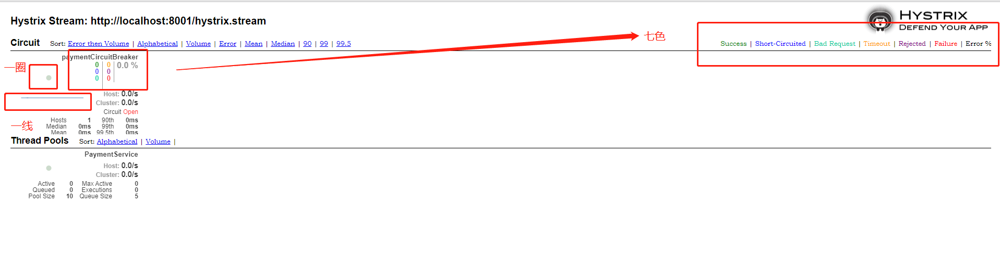 HYSTRIX
DEFEND YOUR APP
Hystrix Stream: http://localhost:8001/hystrix.stream
七色
Circuit Sort: Error then Volume | Alphabetical | Volume | Error | Mean | Median | 90 | 99 | 99.5
Success | Short-Circuited | Bad Request | Timeout | Rejected | Failure | Error %
paymentCircuitBreaker
一圈
0 | 0 | 0.0 %
0 | 0 |
0 | 0 |
Host: 0.0/s
Cluster: 0.0/s
Circuit Open
一线
Hosts 1 90th 0ms
Median 0ms 99th 0ms
Mean 0ms 99.5th 0ms
Thread Pools Sort: Alphabetical | Volume |
PaymentService
Host: 0.0/s
Cluster: 0.0/s
Active 0 Max Active 0
Queued 0 Executions 0
Pool Size 10 Queue Size 5